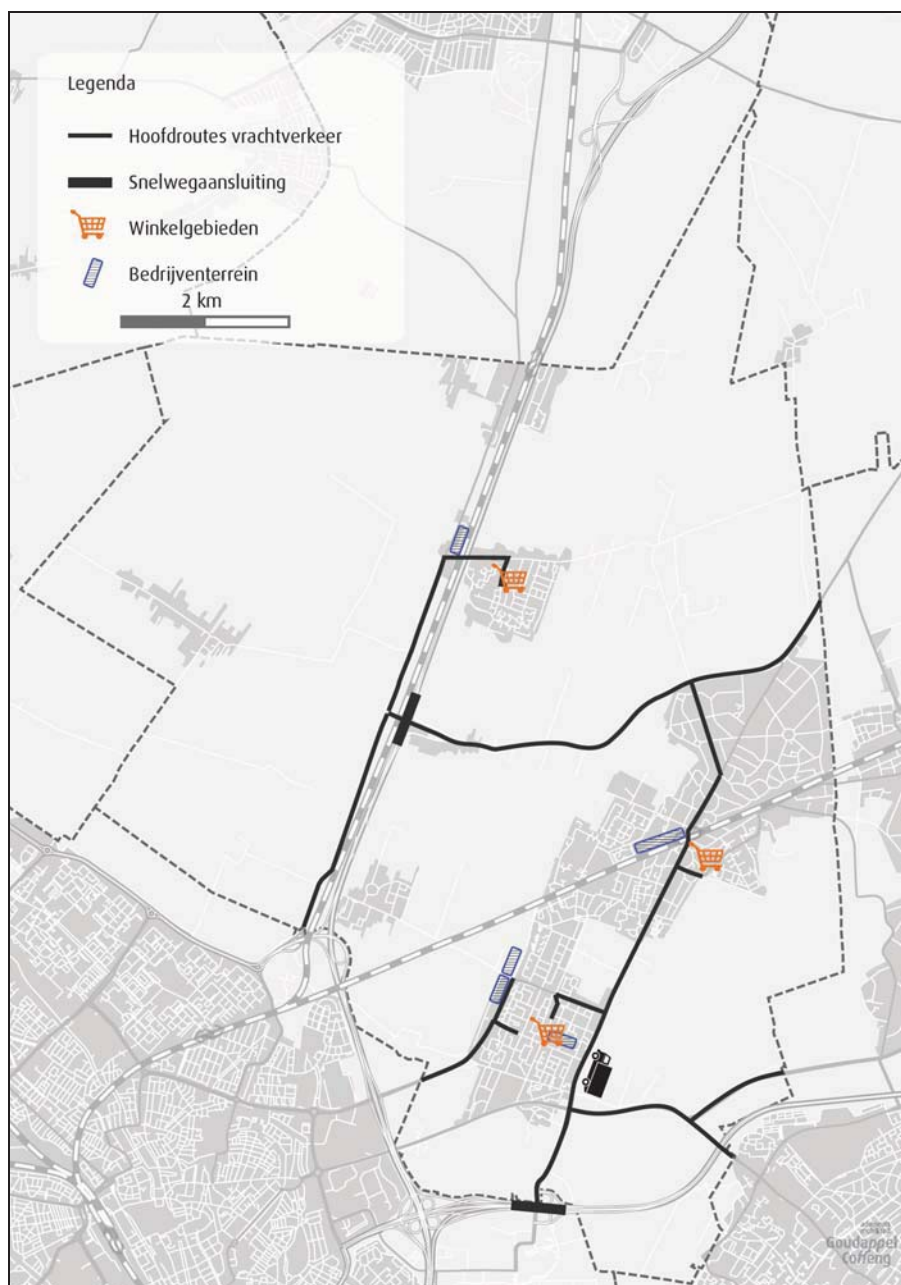 Legenda
Hoofdroutes vrachtverkeer
Snelwegaansluiting
Winkelgebieden
Bedrijventerrein
2 km
Goudappel
Coffeng